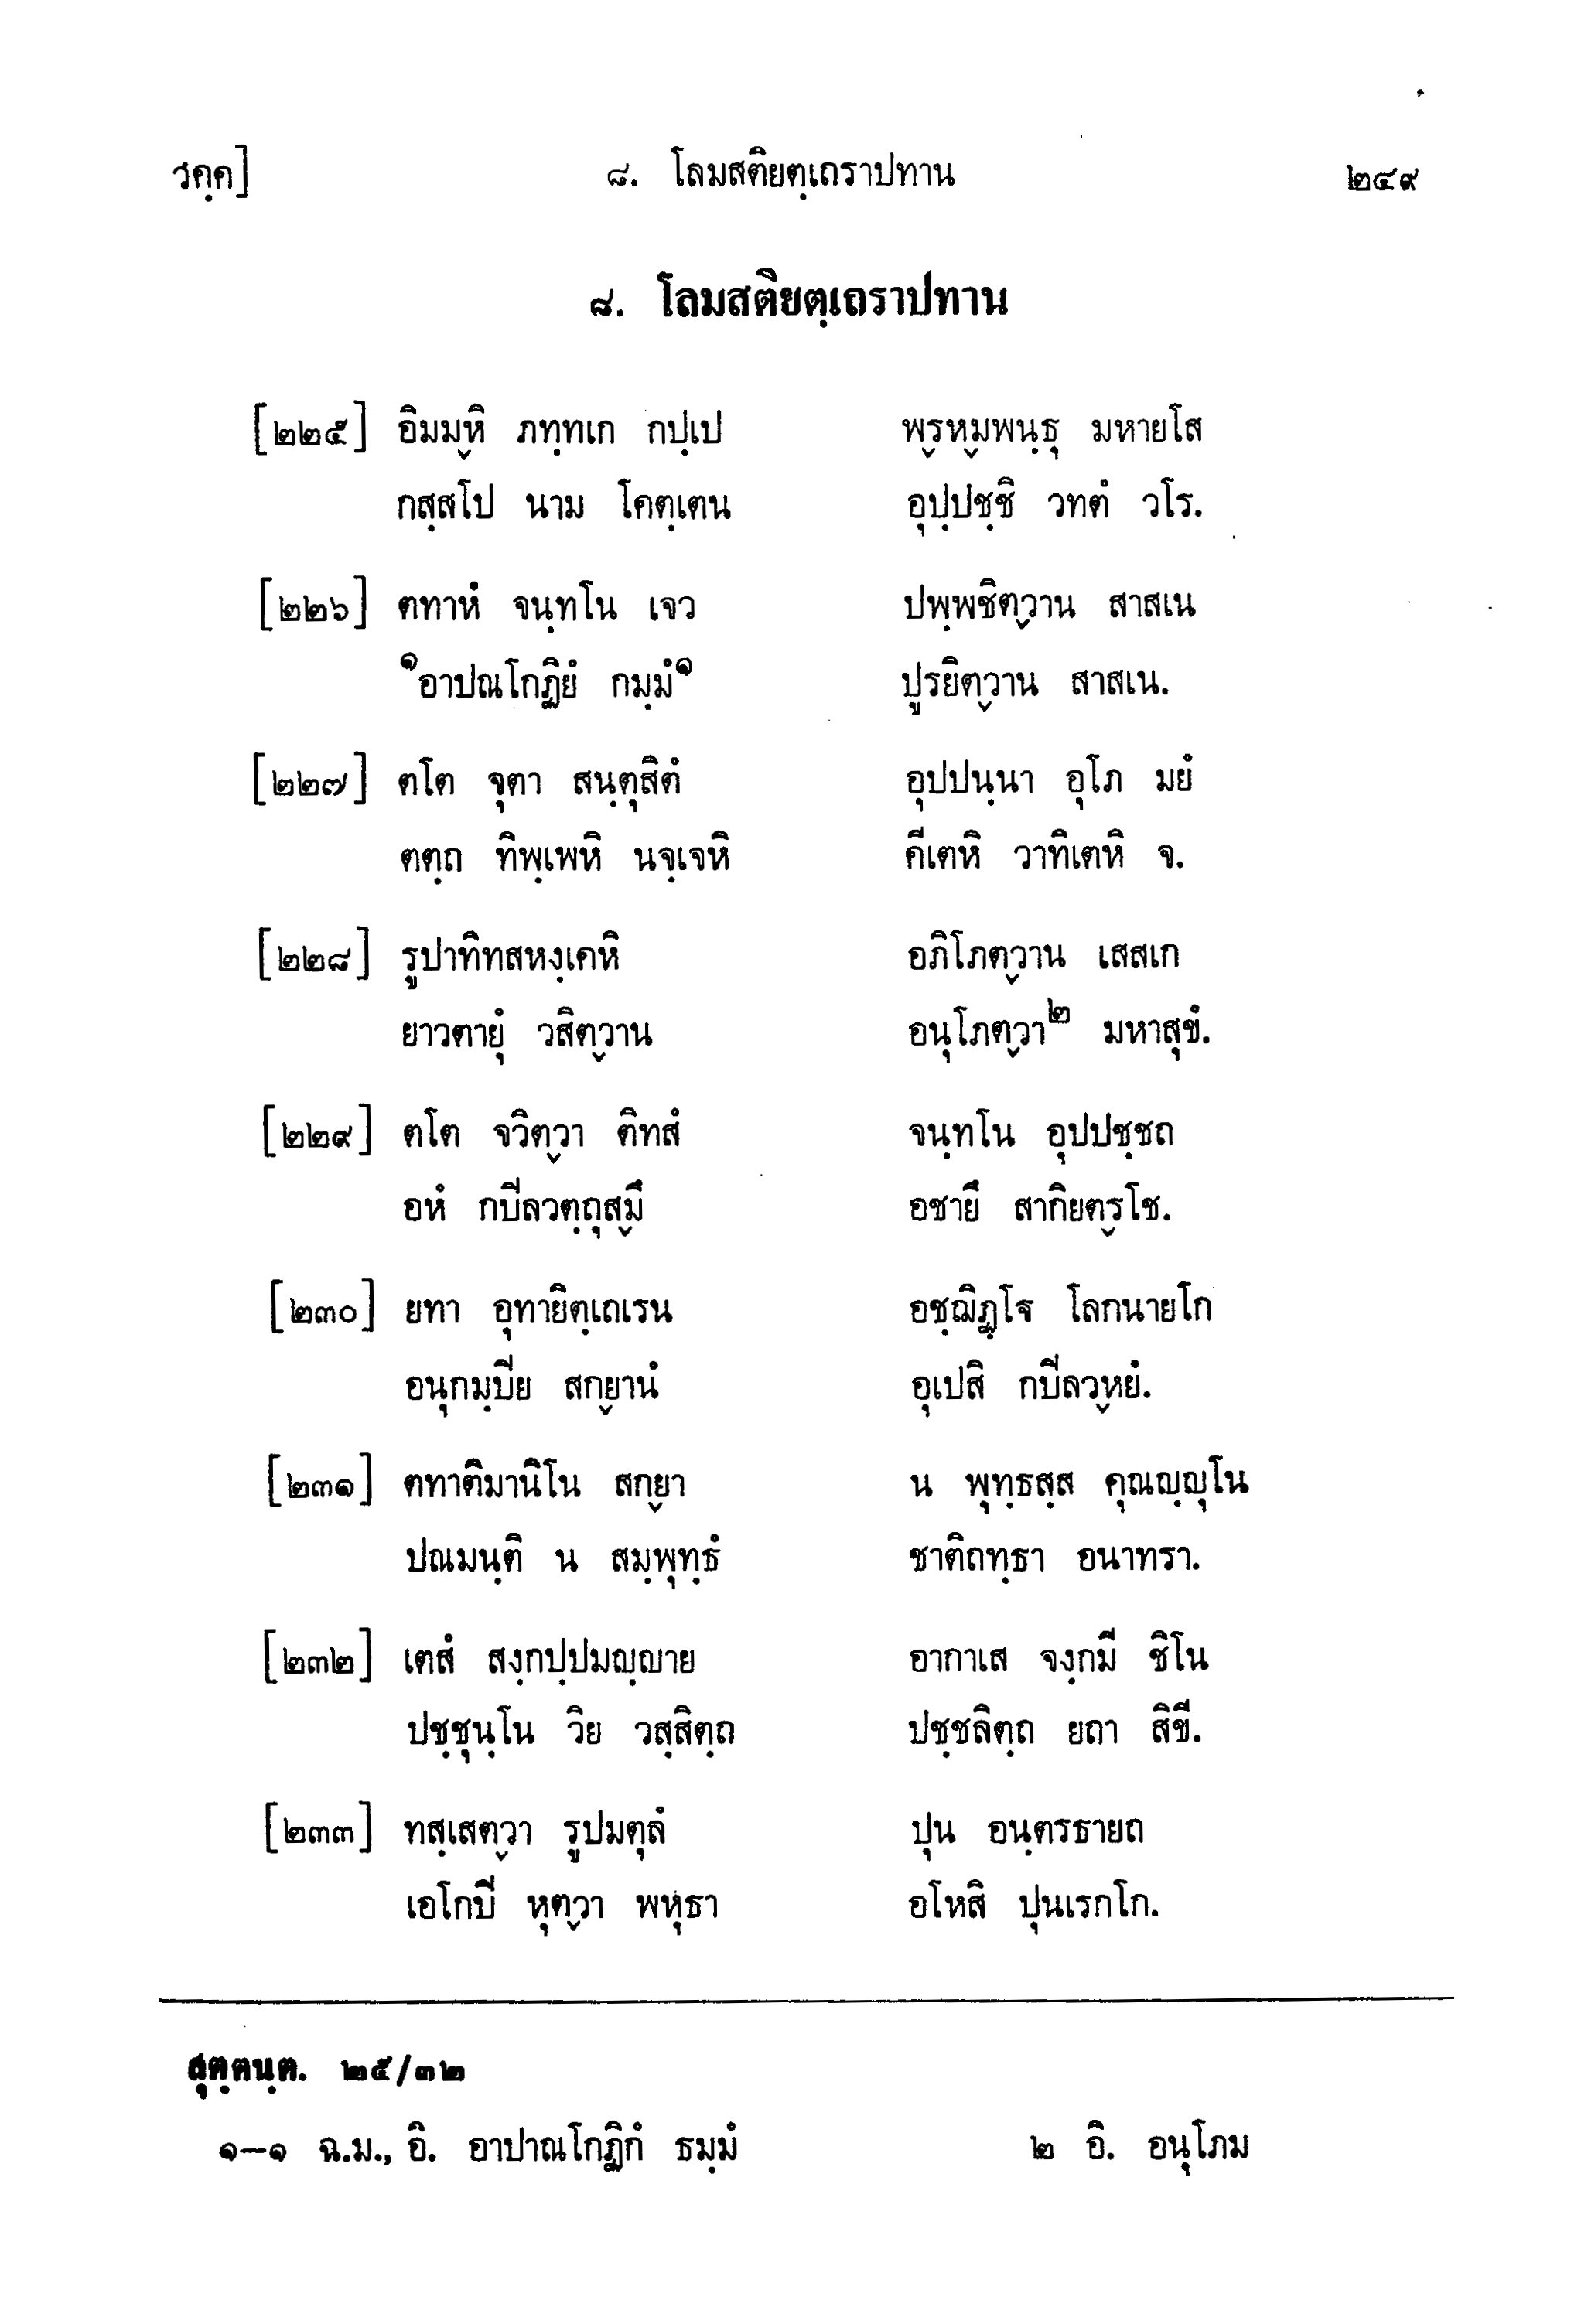 วคฺค] ๘. โลมสติยตฺเถราปทาน ๒๔๙
๘. โลมสติยตฺเถราปทาน
[๒๒๕] อิมมฺหิ ภทฺทเก กปฺเป พฺรหฺมพนฺธุ มหายโส
กสฺสโป นาม โคตฺเตน อุปฺปชฺชิ วทตํ วโร.
[๒๒๖] ตทาหํ จนฺทโน เจว ปพฺพชิตฺวาน สาสเน
๑อาปณโกฏิยํ กมฺมํ๑ ปูรยิตฺวาน สาสเน.
[๒๒๗] ตโต จุตา สนฺตุสิตํ อุปปนฺนา อุโภ มยํ
ตตฺถ ทิพฺเพหิ นจฺเจหิ คีเตหิ วาทิเตหิ จ.
[๒๒๘] รูปาทิทสหงฺเคหิ อภิโภตฺวาน เสสเก
ยาวตายุํ วสิตฺวาน อนุโภตฺวา๒ มหาสุขํ.
[๒๒๙] ตโต จวิตฺวา ติทสํ จนฺทโน อุปปชฺชถ
อหํ กปิลวตฺถุสฺมึ อชายึ สากิยตฺรโช.
[๒๓๐] ยทา อุทายิตฺเถเรน อชฺฌิฏฺโฐ โลกนายโก
อนุกมฺปิย สกฺยานํ อุเปสิ กปิลวฺหยํ.
[๒๓๑] ตทาติมานิโน สกฺยา น พุทฺธสฺส คุณญฺญุโน
ปณมนฺติ น สมฺพุทฺธํ ชาติถทฺธา อนาทรา.
[๒๓๒] เตสํ สงฺกปฺปมญฺญาย อากาเส จงฺกมี ชิโน
ปชฺชุนฺโน วิย วสฺสิตฺถ ปชฺชลิตฺถ ยถา สิขี.
[๒๓๓] ทสฺเสตฺวา รูปมตุลํ ปุน อนฺตรธายถ
เอโกปิ หุตฺวา พหุธา อโหสิ ปุนเรกโก.
สุตฺตนฺต. ๒๕/๓๒
๑–๑ ฉ.ม., อิ. อาปาณโกฏิกํ ธมฺมํ ๒ อิ. อนุโภม